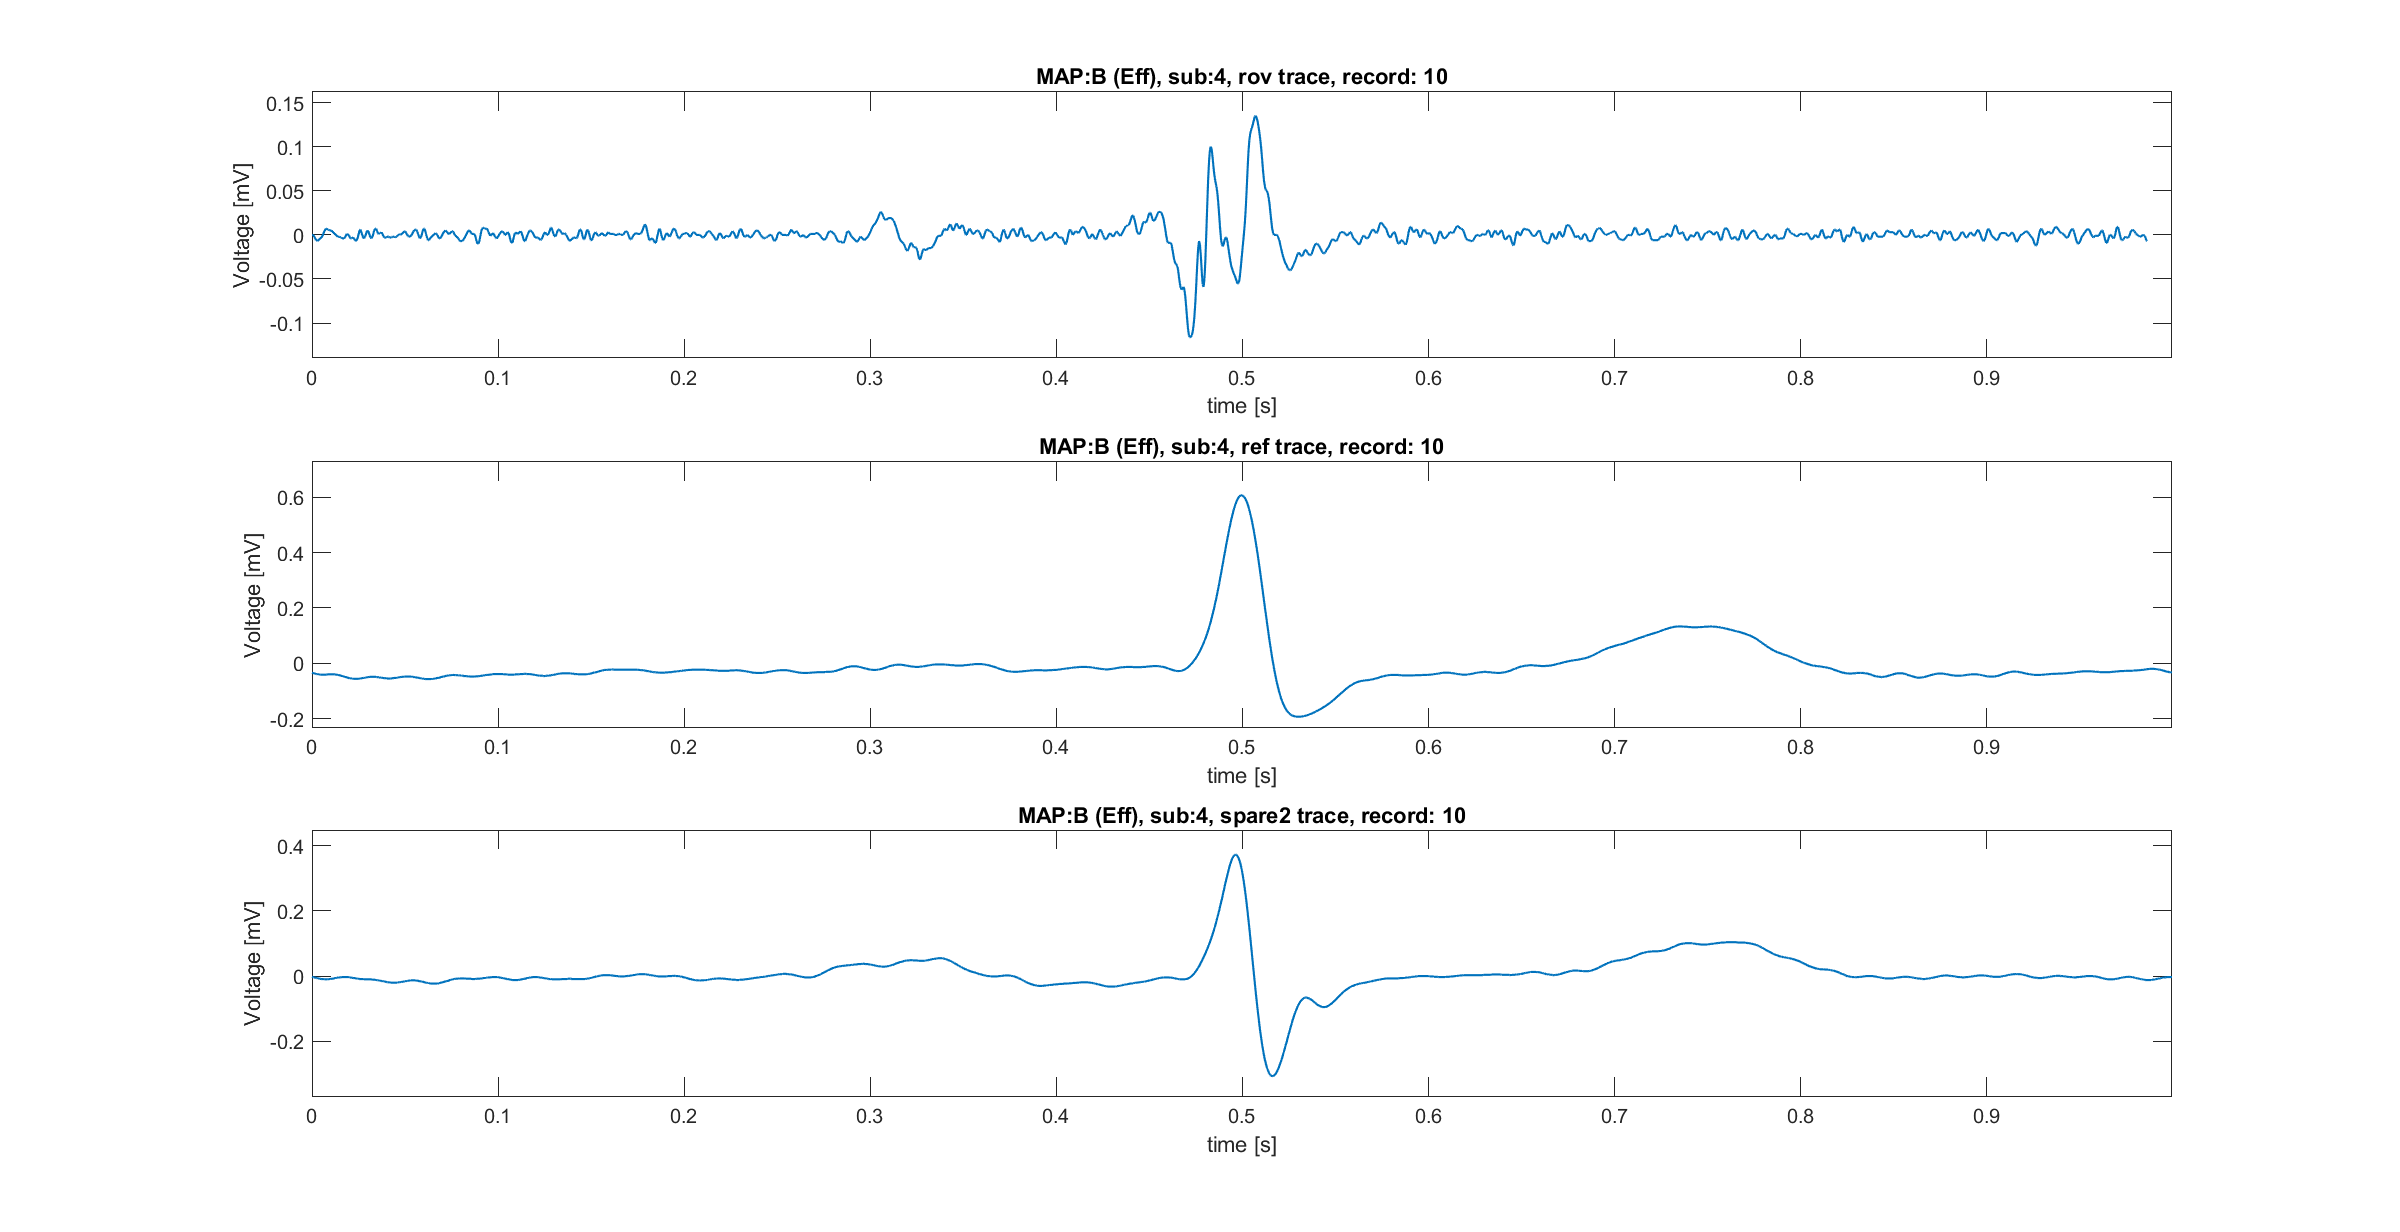 MAP:B (Eff), sub:4, rov trace, record: 10
0.15
0.1
0.05
0
-0.05
-0.1
Voltage [mV]
0 0.1 0.2 0.3 0.4 0.5 0.6 0.7 0.8 0.9
time [s]
MAP:B (Eff), sub:4, ref trace, record: 10
0.6
0.4
0.2
0
-0.2
Voltage [mV]
0 0.1 0.2 0.3 0.4 0.5 0.6 0.7 0.8 0.9
time [s]
MAP:B (Eff), sub:4, spare2 trace, record: 10
0.4
0.2
0
-0.2
Voltage [mV]
0 0.1 0.2 0.3 0.4 0.5 0.6 0.7 0.8 0.9
time [s]